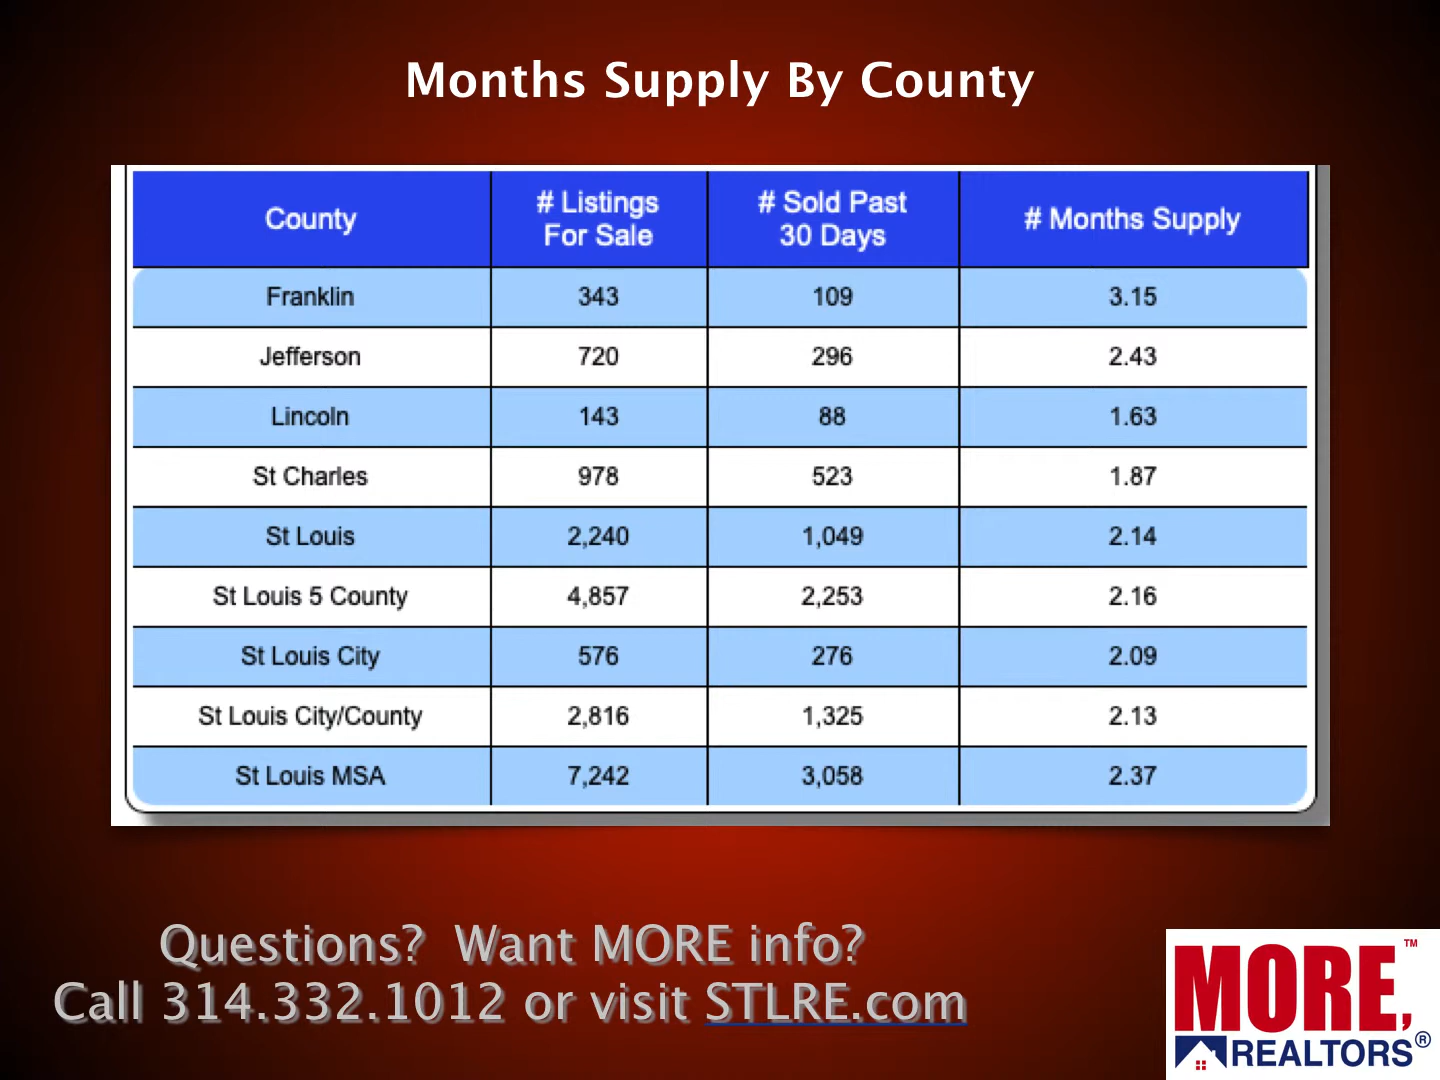 Months Supply By County
County # Listings For Sale # Sold Past 30 Days # Months Supply
Franklin 343 109 3.15
Jefferson 720 296 2.43
Lincoln 143 88 1.63
St Charles 978 523 1.87
St Louis 2,240 1,049 2.14
St Louis 5 County 4,857 2,253 2.16
St Louis City 576 276 2.09
St Louis City/County 2,816 1,325 2.13
St Louis MSA 7,242 3,058 2.37
Questions? Want MORE info?
Call 314.332.1012 or visit STLRE.com
MORE,™
REALTORS®